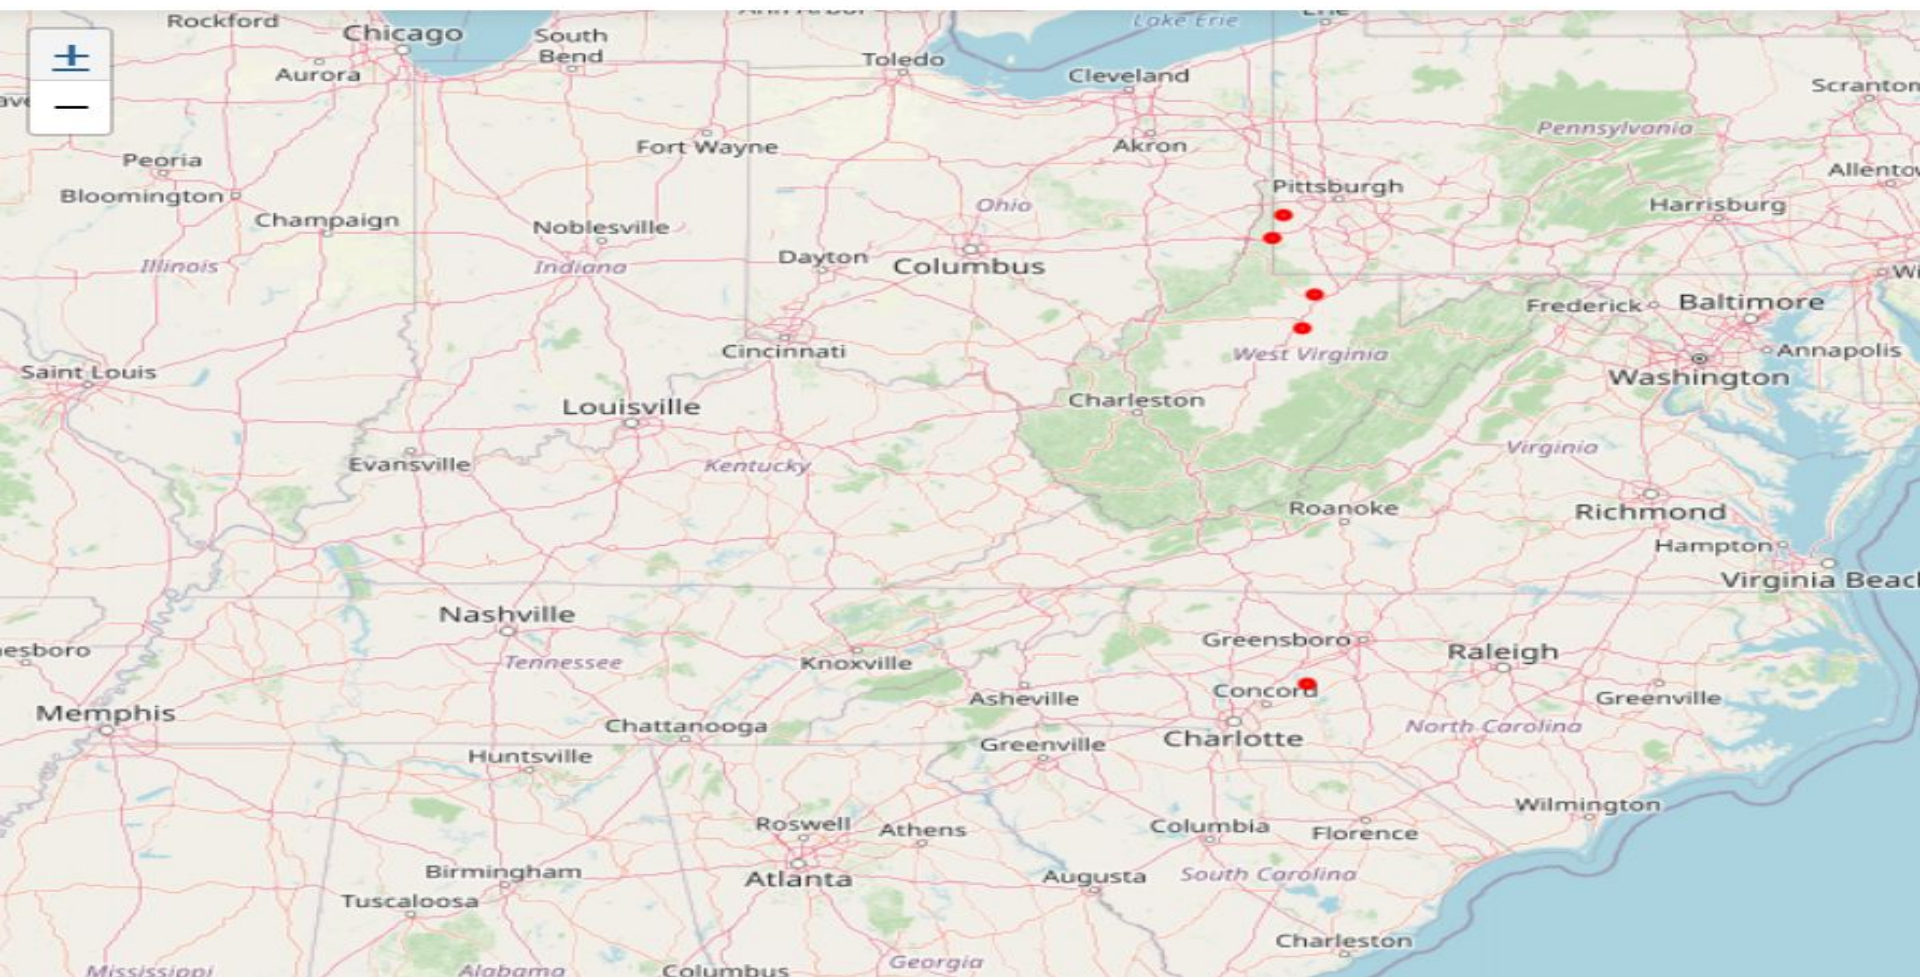 Lake Erie
Rockford
Chicago
South
Bend
Toledo
Cleveland
Aurora
Scranton
Pennsylvania
Fort Wayne
Akron
Peoria
Allentow
Bloomington
Pittsburgh
Champaign
Ohio
Harrisburg
Noblesville
Dayton
Columbus
Illinois
Indiana
Wi
Frederick
Baltimore
Cincinnati
West Virginia
Annapolis
Saint Louis
Washington
Charleston
Louisville
Virginia
Evansville
Kentucky
Roanoke
Richmond
Hampton
Virginia Beach
Nashville
Greensboro
Raleigh
esboro
Tennessee
Knoxville
Concord
Asheville
Greenville
Memphis
Chattanooga
North Carolina
Charlotte
Greenville
Huntsville
Wilmington
Roswell
Athens
Columbia
Florence
Birmingham
Atlanta
Augusta
South Carolina
Tuscaloosa
Charleston
Georgia
Mississippi
Alabama
Columbus